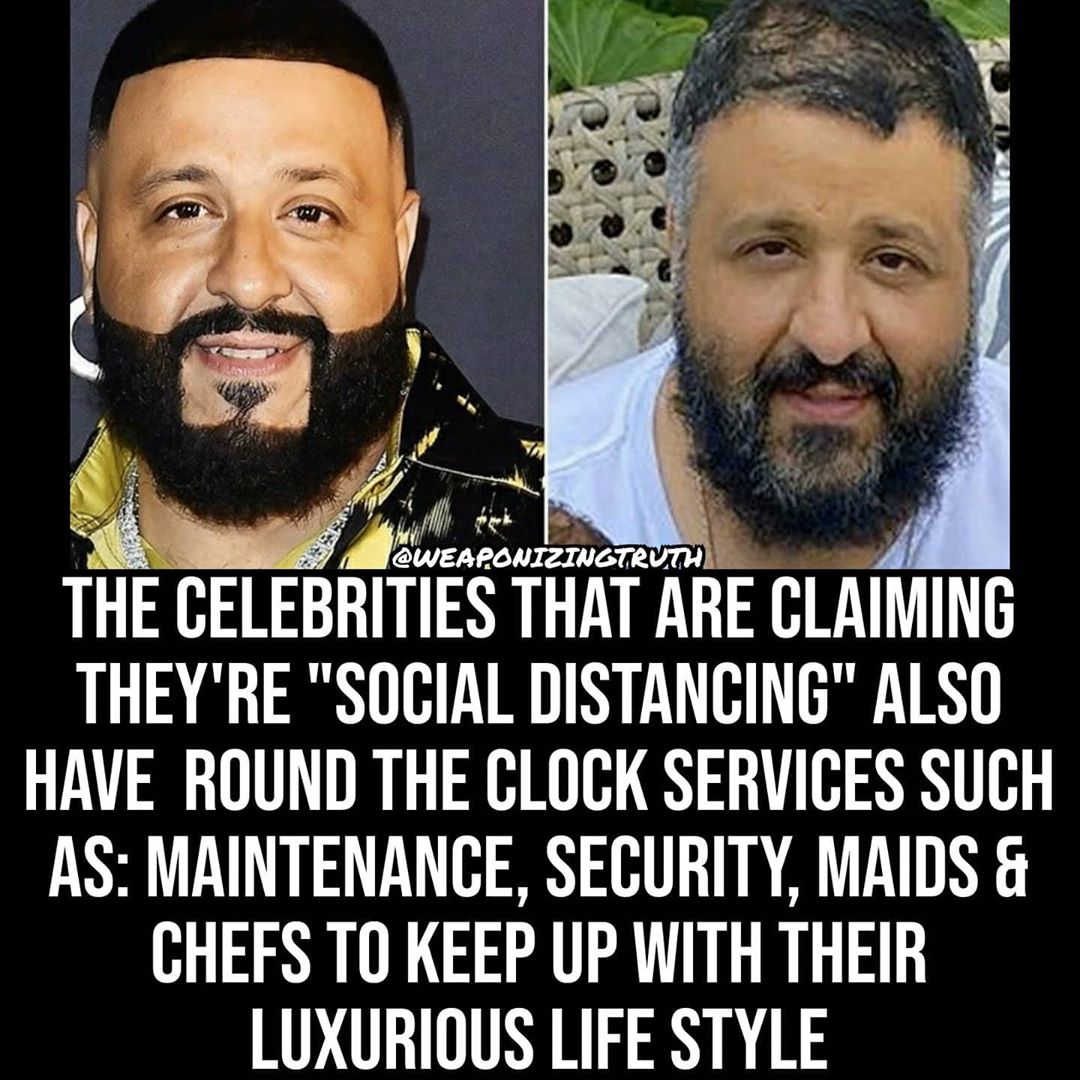 @WEAPONIZINGTRUTH
THE CELEBRITIES THAT ARE CLAIMING
THEY'RE "SOCIAL DISTANCING" ALSO
HAVE ROUND THE CLOCK SERVICES SUCH
AS: MAINTENANCE, SECURITY, MAIDS &
CHEFS TO KEEP UP WITH THEIR
LUXURIOUS LIFE STYLE